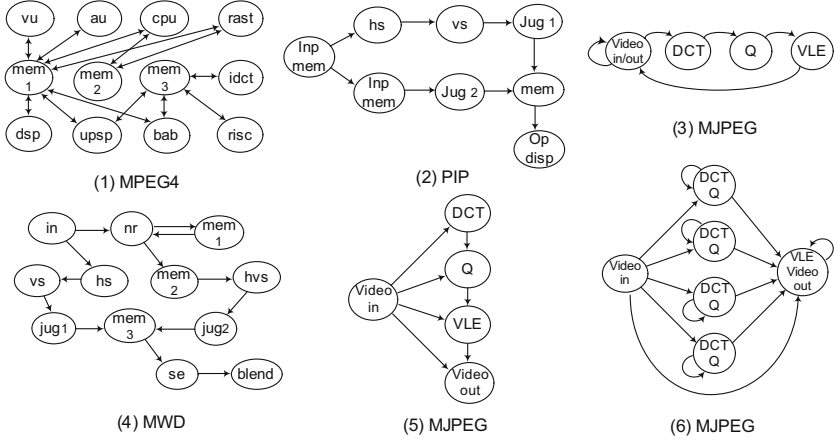 vu
au
cpu
rast
mem
1
mem
2
mem
3
idct
dsp
upsp
bab
risc
(1) MPEG4
Inp
mem
hs
vs
Jug 1
Inp
mem
Jug 2
mem
Op
disp
(2) PIP
Video
in/out
DCT
Q
VLE
(3) MJPEG
in
nr
mem
1
vs
hs
mem
2
hvs
jug1
mem
3
jug2
se
blend
(4) MWD
DCT
Q
Video
in
VLE
Video
out
(5) MJPEG
DCT
Q
DCT
Q
Video
in
VLE
Video
out
DCT
Q
DCT
Q
(6) MJPEG